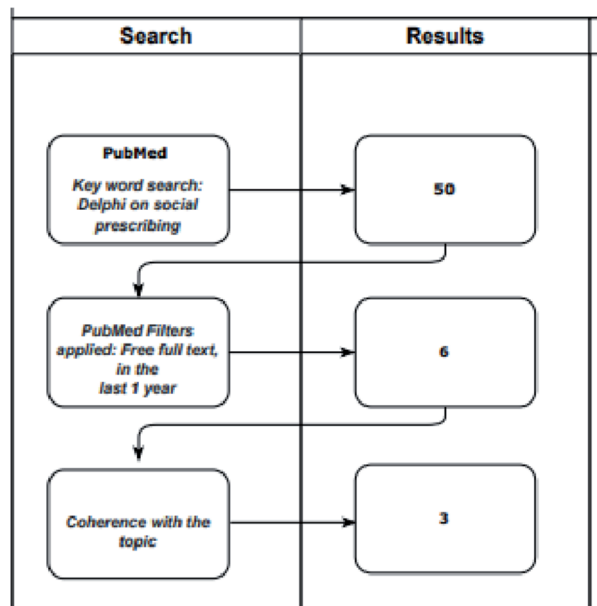 Search
Results
PubMed
Key word search:
Delphi on social
prescribing
50
PubMed Filters
applied: Free full text,
in the
last 1 year
6
Coherence with the
topic
3